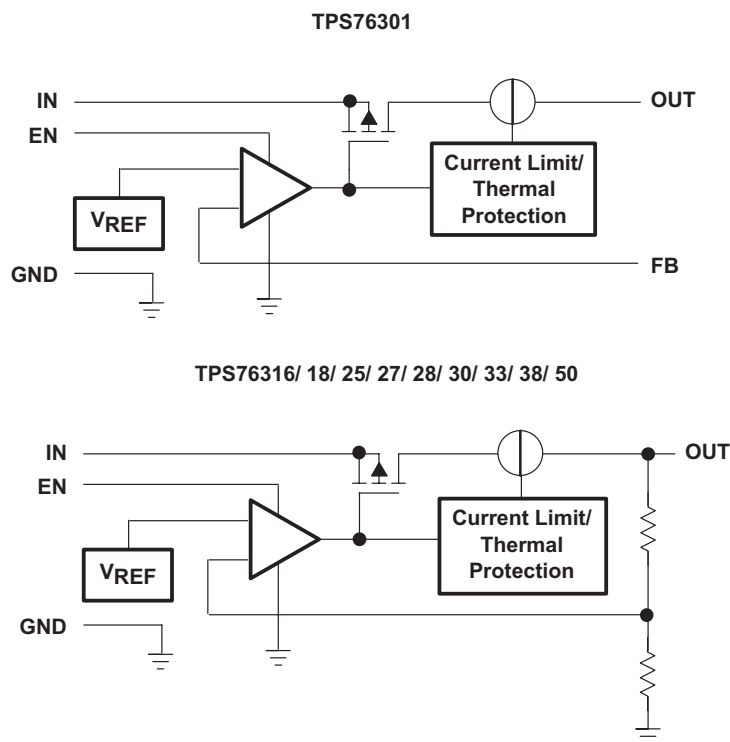 TPS76301
IN
OUT
EN
Current Limit/
Thermal
Protection
VREF
FB
GND
TPS76316/ 18/ 25/ 27/ 28/ 30/ 33/ 38/ 50
IN
OUT
EN
Current Limit/
Thermal
Protection
VREF
GND